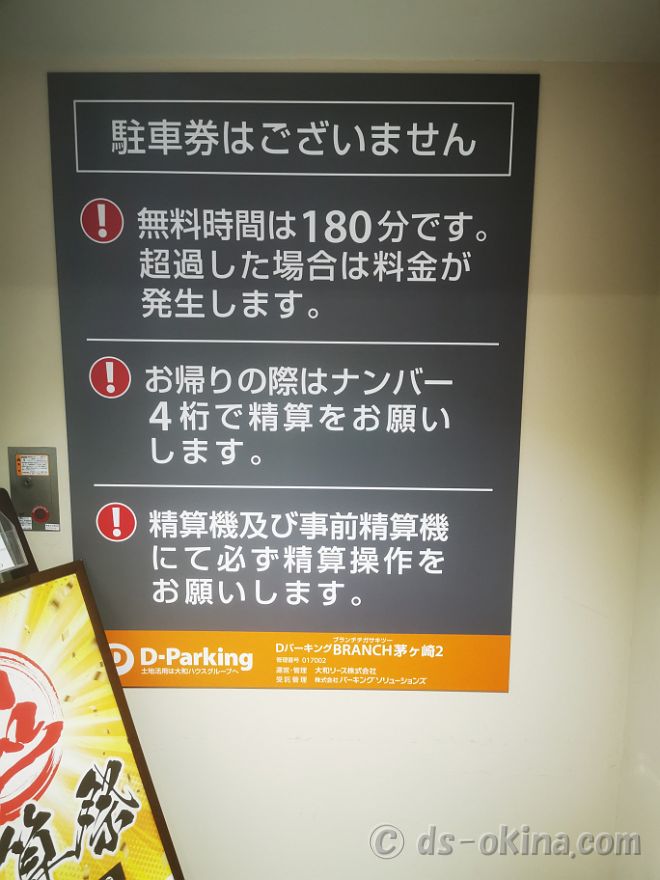 駐車券はございません
無料時間は180分です。
超過した場合は料金が
発生します。
お帰りの際はナンバー
4桁で精算をお願い
します。
精算機及び事前精算機
にて必ず精算操作を
お願いします。
D-Parking
土地活用は大和ハウスグループへ
ブランチチガサキツー
DパーキングBRANCH茅ヶ崎2
管理番号 017002
運営・管理 大和リース株式会社
受託管理 株式会社パーキングソリューションズ
算祭
© ds-okina.com